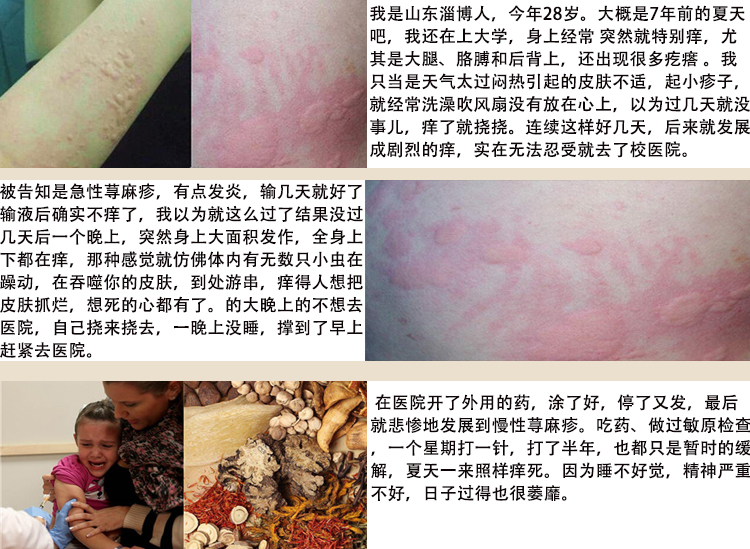 我是山东淄博人，今年28岁。大概是7年前的夏天
吧，我还在上大学，身上经常 突然就特别痒，尤
其是大腿、胳膊和后背上，还出现很多疙瘩 。我
只当是天气太过闷热引起的皮肤不适，起小疹子，
就经常洗澡吹风扇没有放在心上，以为过几天就没
事儿，痒了就挠挠。连续这样好几天，后来就发展
成剧烈的痒，实在无法忍受就去了校医院。
被告知是急性荨麻疹，有点发炎，输几天就好了
输液后确实不痒了，我以为就这么过了结果没过
几天后一个晚上，突然身上大面积发作，全身上
下都在痒，那种感觉就仿佛体内有无数只小虫在
躁动，在吞噬你的皮肤，到处游串，痒得人想把
皮肤抓烂，想死的心都有了。的大晚上的不想去
医院，自己挠来挠去，一晚上没睡，撑到了早上
赶紧去医院。
在医院开了外用的药，涂了好，停了又发，最后
就悲惨地发展到慢性荨麻疹。吃药、做过敏原检查
，一个星期打一针，打了半年，也都只是暂时的缓
解，夏天一来照样痒死。因为睡不好觉，精神严重
不好，日子过得也很萎靡。